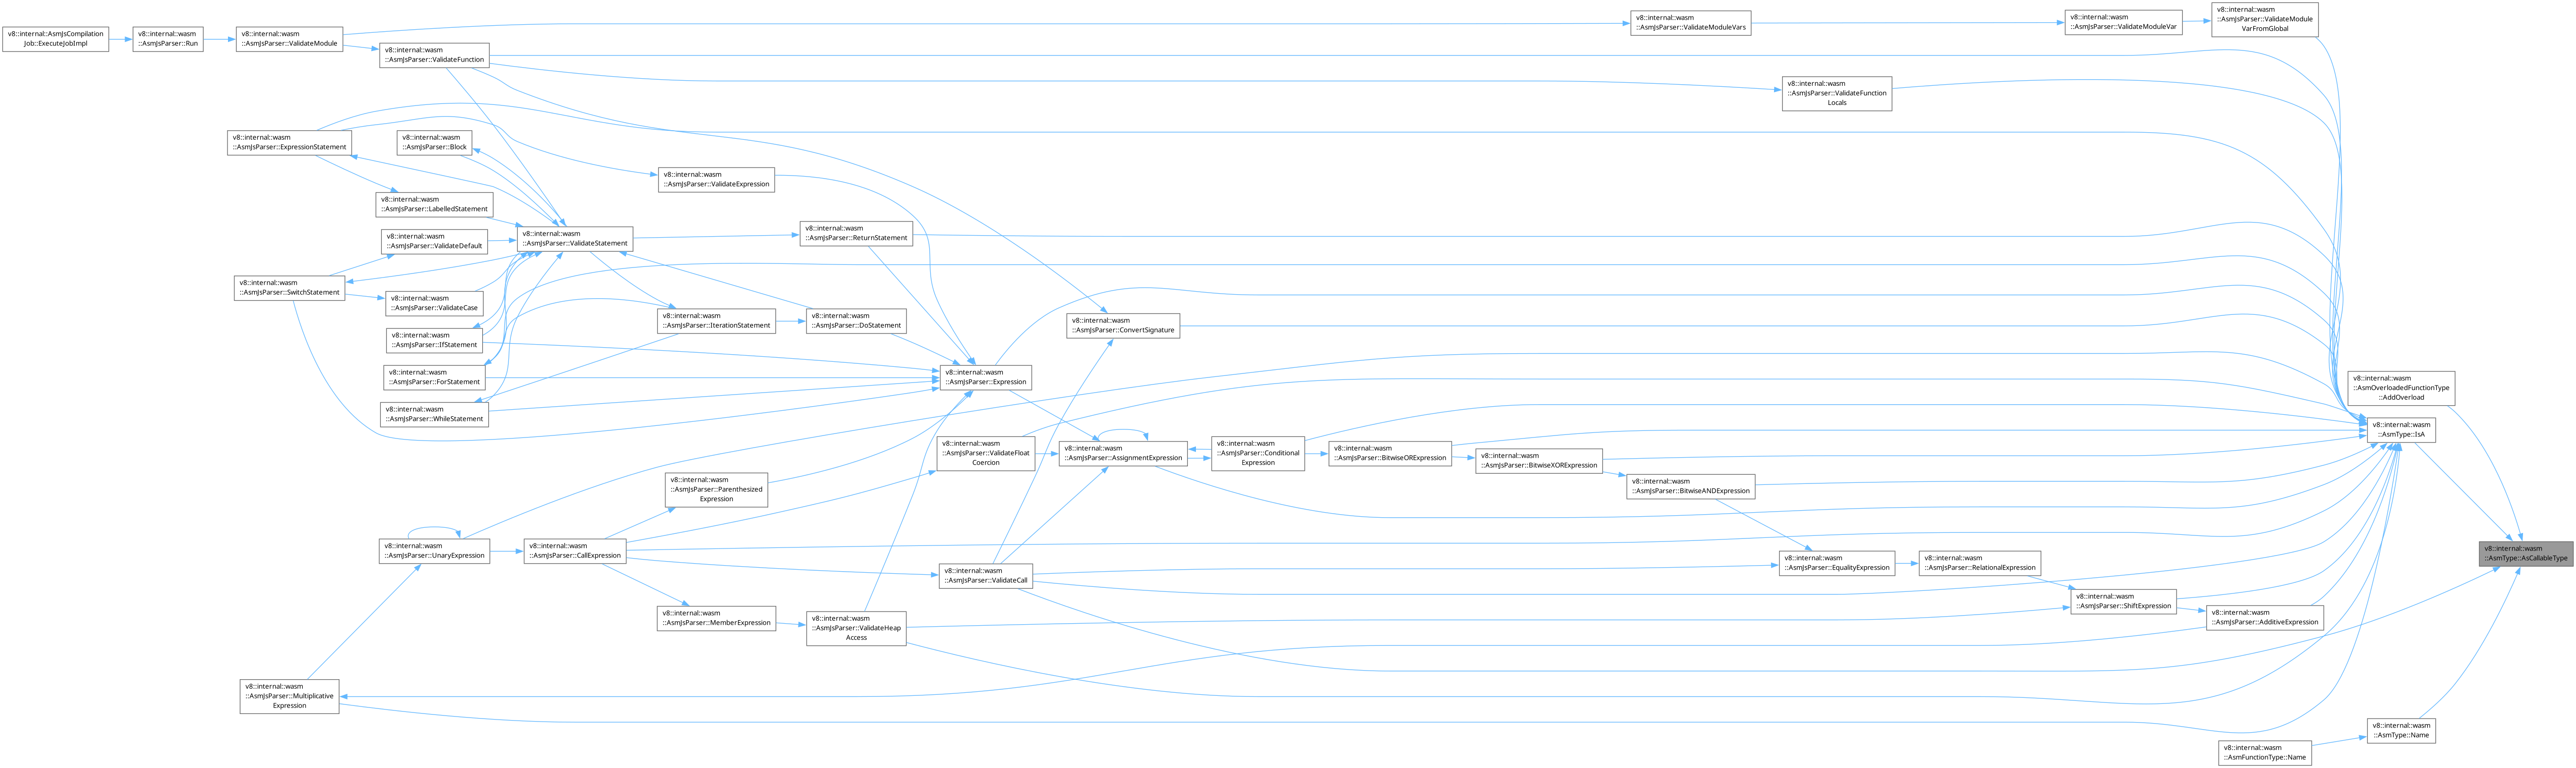 v8::internal::AsmJsCompilation
Job::ExecuteJobImpl
v8::internal::wasm
::AsmJsParser::Run
v8::internal::wasm
::AsmJsParser::ValidateModule
v8::internal::wasm
::AsmJsParser::ValidateFunction
v8::internal::wasm
::AsmJsParser::ValidateModuleVars
v8::internal::wasm
::AsmJsParser::ValidateModuleVar
v8::internal::wasm
::AsmJsParser::ValidateModule
VarFromGlobal
v8::internal::wasm
::AsmJsParser::ValidateFunction
Locals
v8::internal::wasm
::AsmJsParser::ExpressionStatement
v8::internal::wasm
::AsmJsParser::Block
v8::internal::wasm
::AsmJsParser::ValidateExpression
v8::internal::wasm
::AsmJsParser::LabelledStatement
v8::internal::wasm
::AsmJsParser::ValidateDefault
v8::internal::wasm
::AsmJsParser::ValidateStatement
v8::internal::wasm
::AsmJsParser::ReturnStatement
v8::internal::wasm
::AsmJsParser::SwitchStatement
v8::internal::wasm
::AsmJsParser::ValidateCase
v8::internal::wasm
::AsmJsParser::IfStatement
v8::internal::wasm
::AsmJsParser::IterationStatement
v8::internal::wasm
::AsmJsParser::DoStatement
v8::internal::wasm
::AsmJsParser::ConvertSignature
v8::internal::wasm
::AsmJsParser::ForStatement
v8::internal::wasm
::AsmJsParser::Expression
v8::internal::wasm
::AsmJsParser::WhileStatement
v8::internal::wasm
::AsmOverloadedFunctionType
::AddOverload
v8::internal::wasm
::AsmType::IsA
v8::internal::wasm
::AsmJsParser::ValidateFloat
Coercion
v8::internal::wasm
::AsmJsParser::AssignmentExpression
v8::internal::wasm
::AsmJsParser::Conditional
Expression
v8::internal::wasm
::AsmJsParser::BitwiseORExpression
v8::internal::wasm
::AsmJsParser::BitwiseXORExpression
v8::internal::wasm
::AsmJsParser::BitwiseANDExpression
v8::internal::wasm
::AsmJsParser::Parenthesized
Expression
v8::internal::wasm
::AsmJsParser::UnaryExpression
v8::internal::wasm
::AsmJsParser::CallExpression
v8::internal::wasm
::AsmJsParser::ValidateCall
v8::internal::wasm
::AsmJsParser::EqualityExpression
v8::internal::wasm
::AsmJsParser::RelationalExpression
v8::internal::wasm
::AsmType::AsCallableType
v8::internal::wasm
::AsmJsParser::ShiftExpression
v8::internal::wasm
::AsmJsParser::AdditiveExpression
v8::internal::wasm
::AsmJsParser::MemberExpression
v8::internal::wasm
::AsmJsParser::ValidateHeap
Access
v8::internal::wasm
::AsmJsParser::Multiplicative
Expression
v8::internal::wasm
::AsmType::Name
v8::internal::wasm
::AsmFunctionType::Name